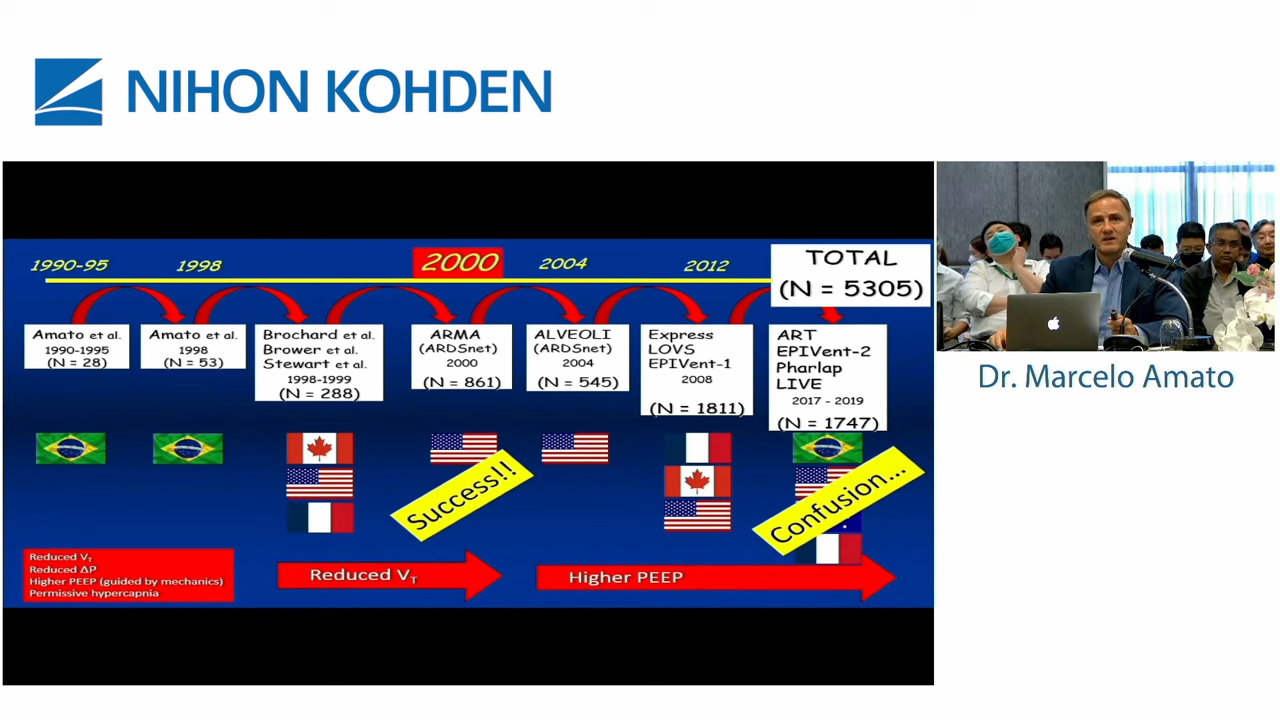 NIHON KOHDEN
1990-95
1998
2000
2004
2012
TOTAL
(N = 5305)
Amato et al.
1990-1995
(N = 28)
Amato et al.
1998
(N = 53)
Brochard et al.
Brower et al.
Stewart et al.
1998-1999
(N = 288)
ARMA
(ARDSnet)
2000
(N = 861)
ALVEOLI
(ARDSnet)
2004
(N = 545)
Express
LOVS
EPIVent-1
2008
(N = 1811)
ART
EPIVent-2
Pharlap
LIVE
2017 - 2019
(N = 1747)
Success!!
Confusion...
Reduced VT
Reduced ΔP
Higher PEEP (guided by mechanics)
Permissive hypercapnia
Reduced VT
Higher PEEP
Dr. Marcelo Amato